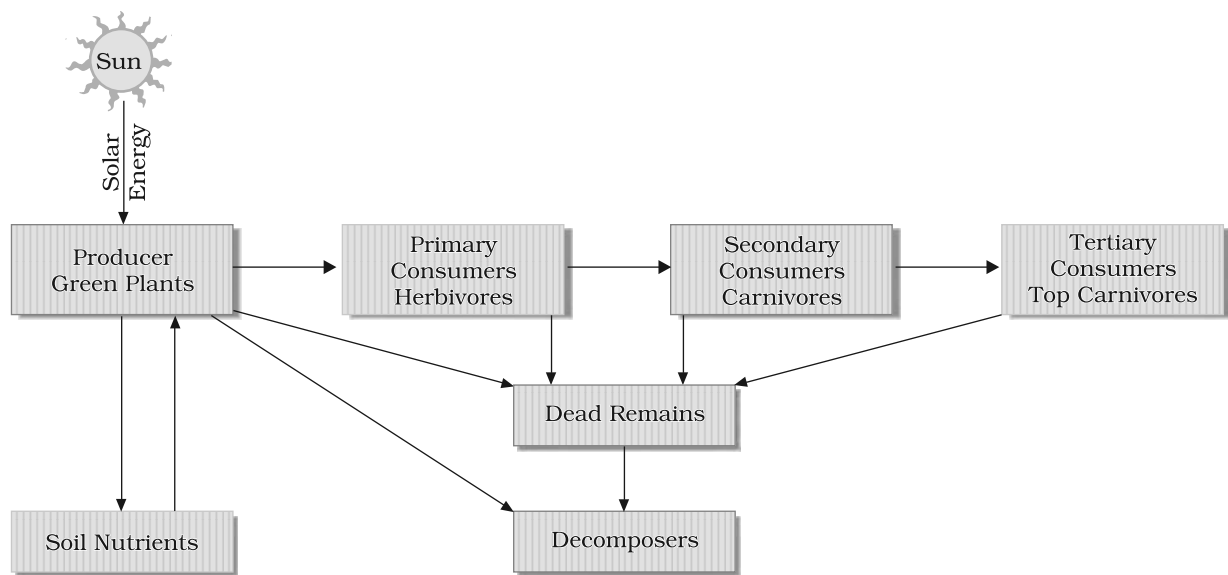 Sun
Solar
Energy
Producer
Green Plants
Primary
Consumers
Herbivores
Secondary
Consumers
Carnivores
Tertiary
Consumers
Top Carnivores
Dead Remains
Soil Nutrients
Decomposers